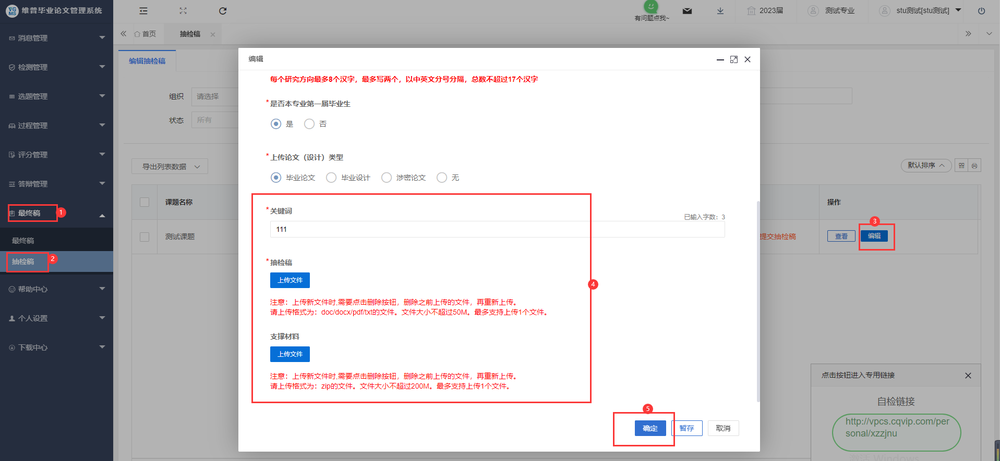 维普毕业论文管理系统
有问题点我~
2023届
测试专业
stu测试[stu测试]
首页
抽检稿
消息管理
检测管理
选题管理
过程管理
评分管理
答辩管理
最终稿
1
最终稿
抽检稿
2
帮助中心
个人设置
下载中心
编辑抽检稿
组织
请选择
状态
所有
导出列表数据
默认排序
课题名称
操作
测试课题
提交抽检稿
查看
编辑
3
编辑
每个研究方向最多8个汉字，最多写两个，以中英文分号分隔，总数不超过17个汉字
*是否本专业第一届毕业生
是
否
*上传论文（设计）类型
毕业论文
毕业设计
涉密论文
无
*关键词
已输入字数：3
111
*抽检稿
上传文件
4
注意：上传新文件时,需要点击删除按钮，删除之前上传的文件，再重新上传。
请上传格式为：doc/docx/pdf/txt的文件。文件大小不超过50M。最多支持上传1个文件。
支撑材料
上传文件
注意：上传新文件时,需要点击删除按钮，删除之前上传的文件，再重新上传。
请上传格式为：zip的文件。文件大小不超过200M。最多支持上传1个文件。
5
确定
暂存
取消
点击按钮进入专用链接
自检链接
http://vpcs.cqvip.com/per
sonal/xzzjnu
激活 Windows